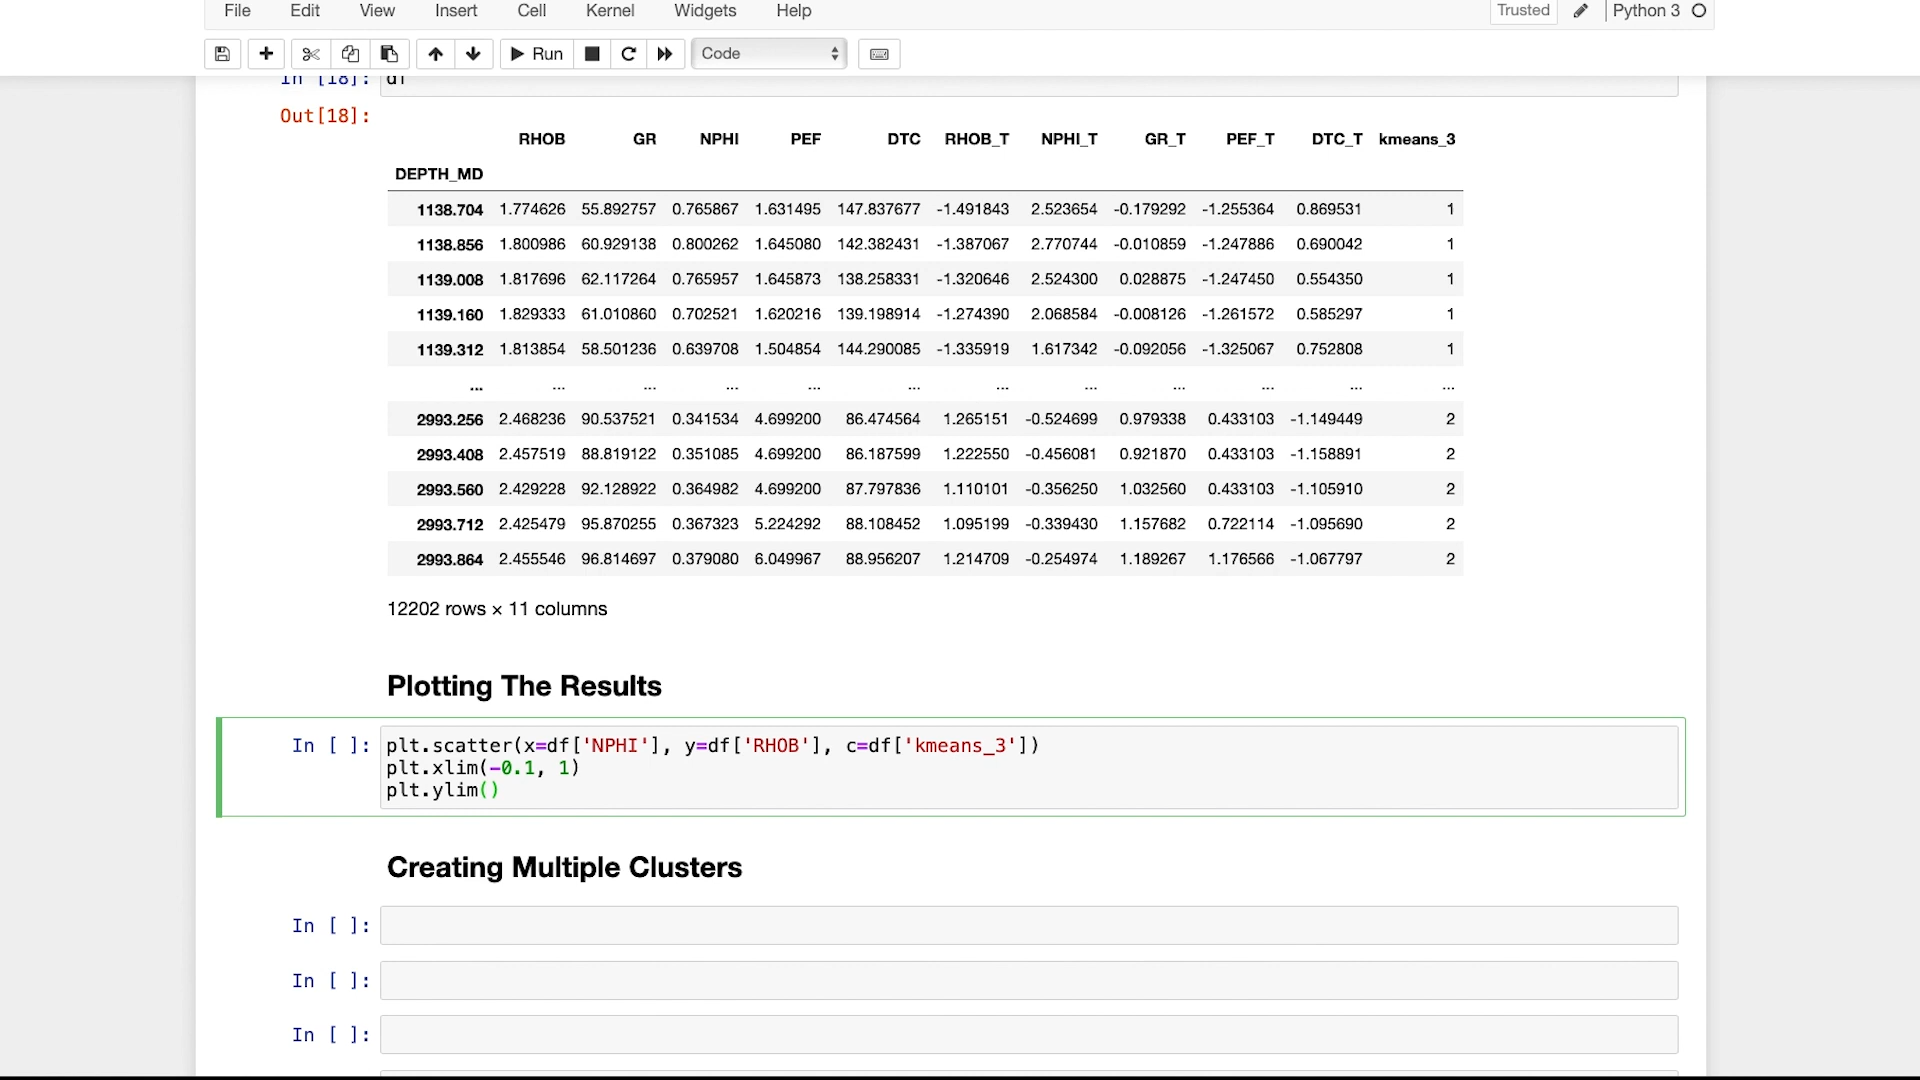 File Edit View Insert Cell Kernel Widgets Help Trusted Python 3
Run Code
In [18]: df
Out[18]:
RHOB GR NPHI PEF DTC RHOB_T NPHI_T GR_T PEF_T DTC_T kmeans_3
DEPTH_MD
1138.704 1.774626 55.892757 0.765867 1.631495 147.837677 -1.491843 2.523654 -0.179292 -1.255364 0.869531 1
1138.856 1.800986 60.929138 0.800262 1.645080 142.382431 -1.387067 2.770744 -0.010859 -1.247886 0.690042 1
1139.008 1.817696 62.117264 0.765957 1.645873 138.258331 -1.320646 2.524300 0.028875 -1.247450 0.554350 1
1139.160 1.829333 61.010860 0.702521 1.620216 139.198914 -1.274390 2.068584 -0.008126 -1.261572 0.585297 1
1139.312 1.813854 58.501236 0.639708 1.504854 144.290085 -1.335919 1.617342 -0.092056 -1.325067 0.752808 1
... ... ... ... ... ... ... ... ... ... ... ...
2993.256 2.468236 90.537521 0.341534 4.699200 86.474564 1.265151 -0.524699 0.979338 0.433103 -1.149449 2
2993.408 2.457519 88.819122 0.351085 4.699200 86.187599 1.222550 -0.456081 0.921870 0.433103 -1.158891 2
2993.560 2.429228 92.128922 0.364982 4.699200 87.797836 1.110101 -0.356250 1.032560 0.433103 -1.105910 2
2993.712 2.425479 95.870255 0.367323 5.224292 88.108452 1.095199 -0.339430 1.157682 0.722114 -1.095690 2
2993.864 2.455546 96.814697 0.379080 6.049967 88.956207 1.214709 -0.254974 1.189267 1.176566 -1.067797 2
12202 rows × 11 columns
Plotting The Results
In [ ]: plt.scatter(x=df['NPHI'], y=df['RHOB'], c=df['kmeans_3'])
plt.xlim(-0.1, 1)
plt.ylim()
Creating Multiple Clusters
In [ ]:
In [ ]:
In [ ]: